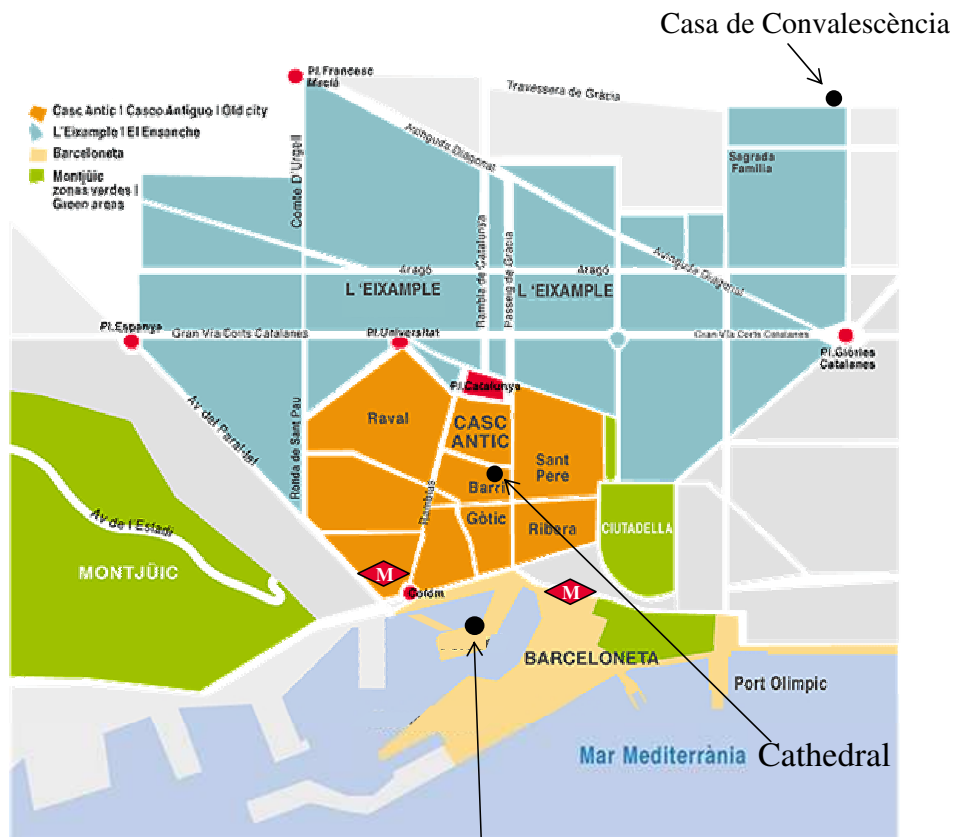 Casa de Convalescència
Pl.Francesc
Macià
Travessera de Gràcia
Casc Antic | Casco Antiguo | Old city
L'Eixample | El Ensanche
Barceloneta
Montjüic
zonas verdes |
Green areas
Comte D'Urgell
Avinguda Diagonal
Sagrada
Familia
Rambla de Catalunya
Passeig de Gràcia
Avinguda Diagonal
Aragó
Aragó
L 'EIXAMPLE
L 'EIXAMPLE
Pl.Espanya
Gran Via Corts Catalanes
Pl.Universitat
Gran Via Corts Catalanes
Pl.Glòries
Catalanes
Pl.Catalunya
Av del Paral·lel
Ronda de Sant Pau
Raval
CASC
ANTIC
Sant
Pere
Barri
Gòtic
Ramblas
Ribera
CIUTADELLA
Av de l'Estadi
MONTJÜIC
M
Colom
M
BARCELONETA
Port Olimpic
Mar Mediterrània
Cathedral